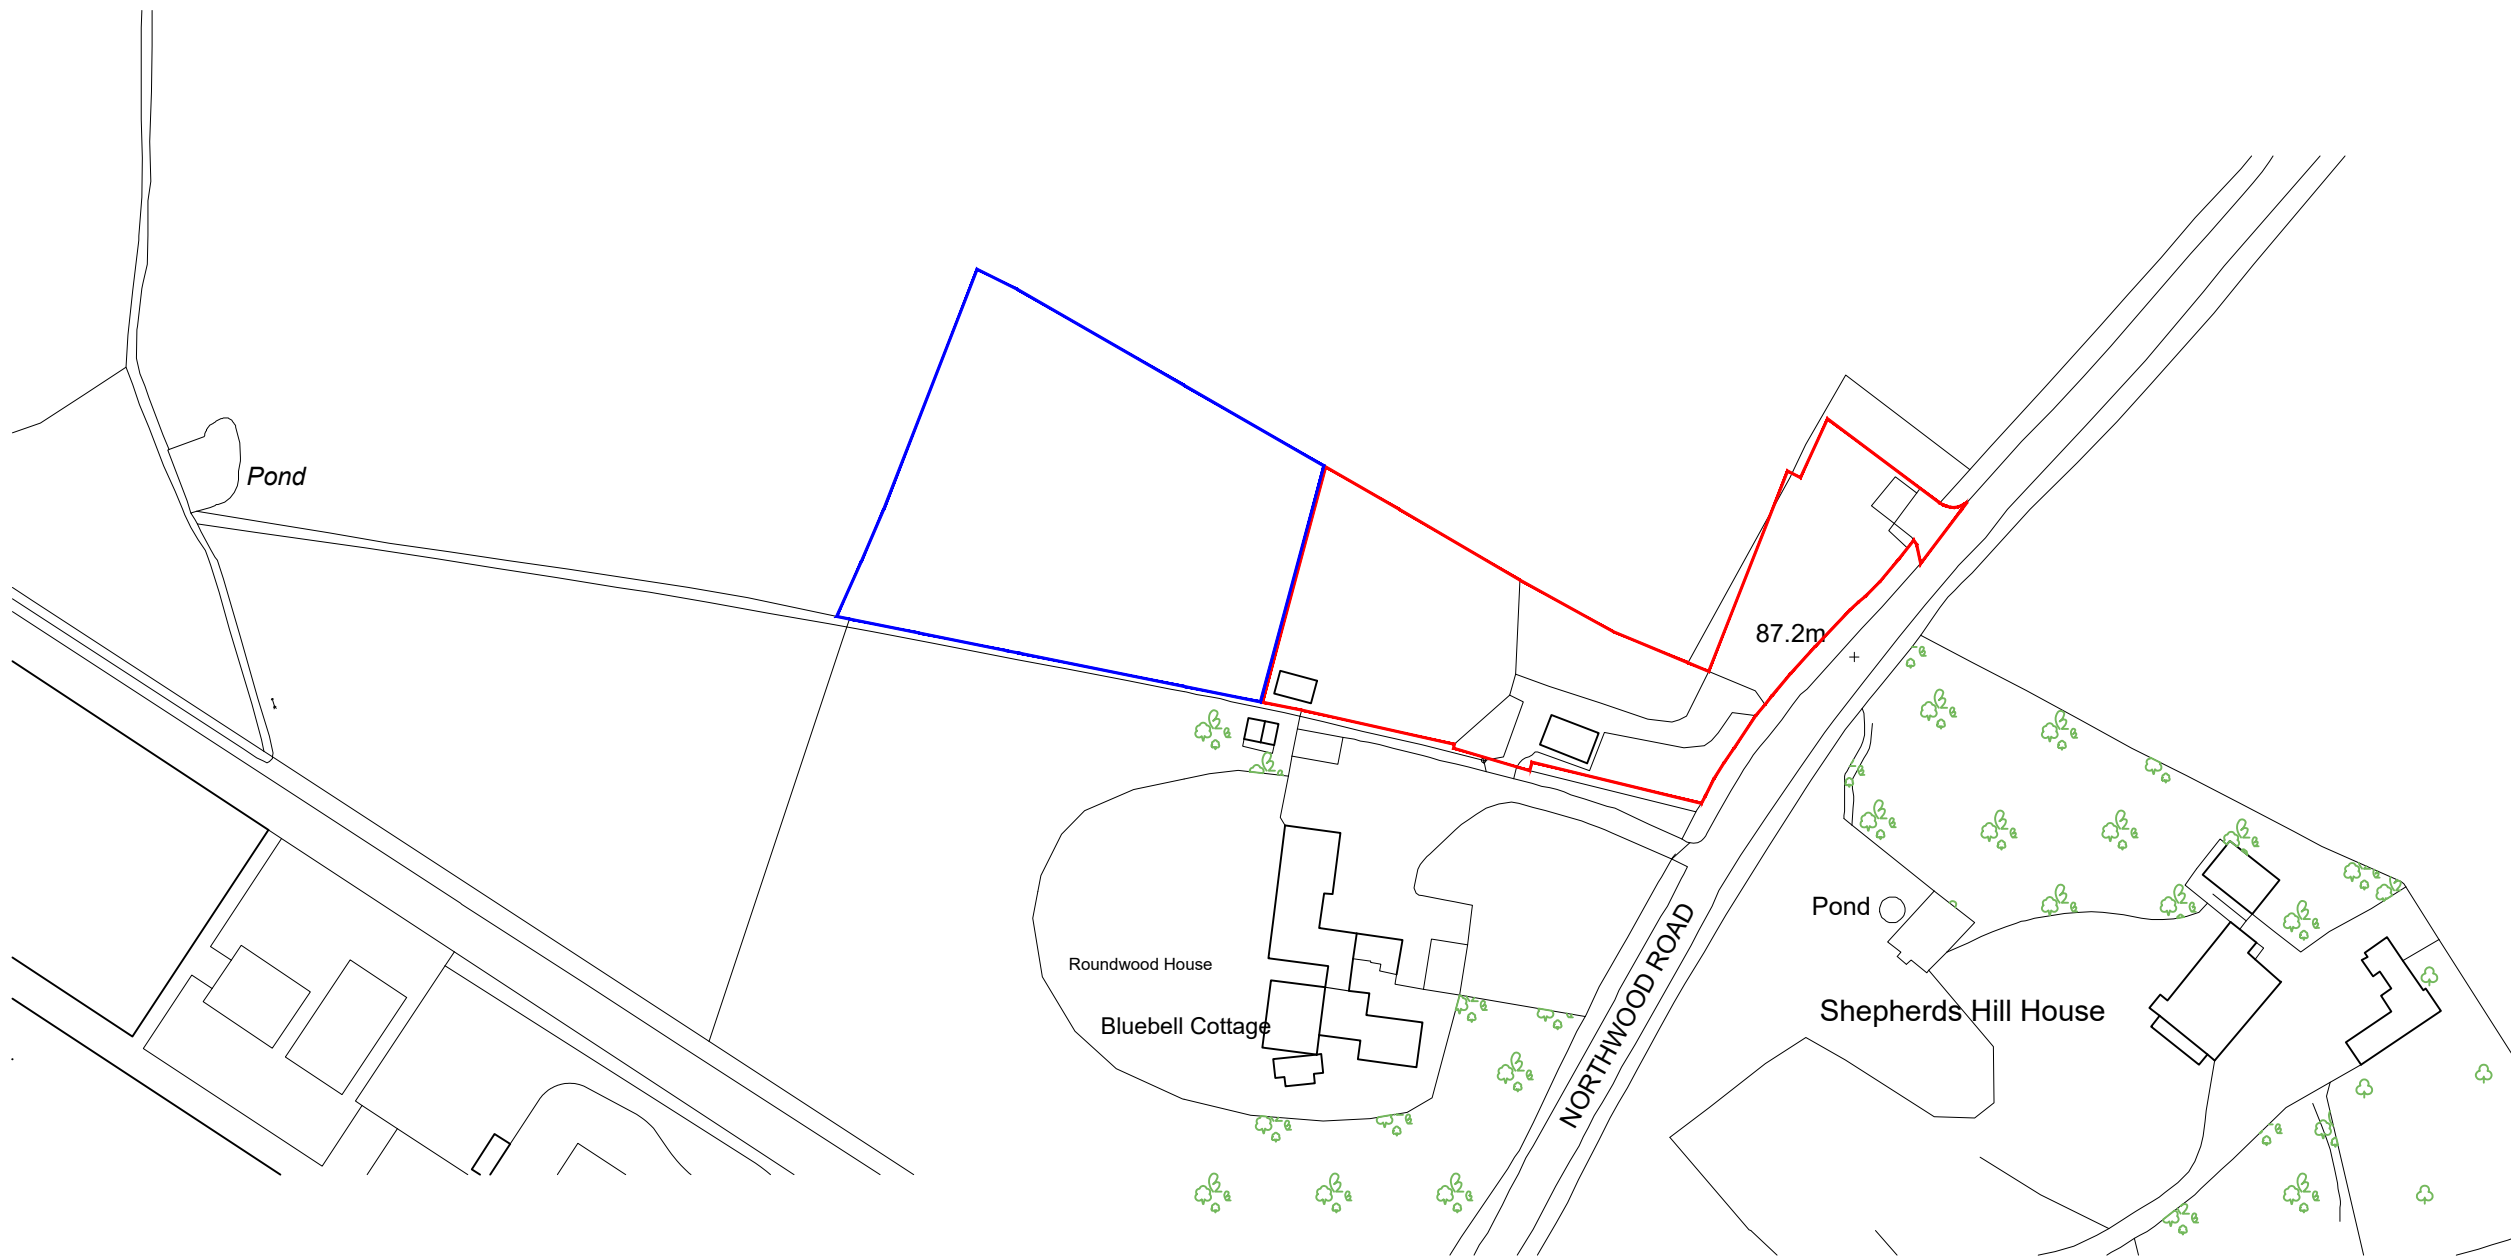 Pond
87.2m
Pond
Roundwood House
Shepherds Hill House
Bluebell Cottage
NORTHWOOD ROAD